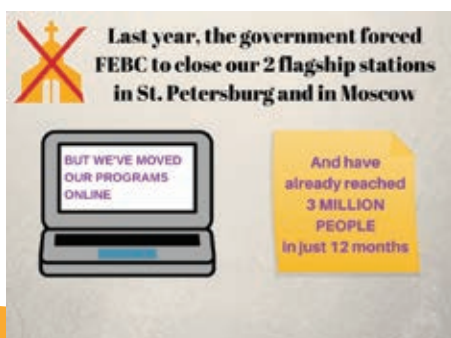 Last year, the government forced
FEBC to close our 2 flagship stations
in St. Petersburg and in Moscow
BUT WE'VE MOVED
OUR PROGRAMS
ONLINE
And have
already reached
3 MILLION
PEOPLE
in just 12 months